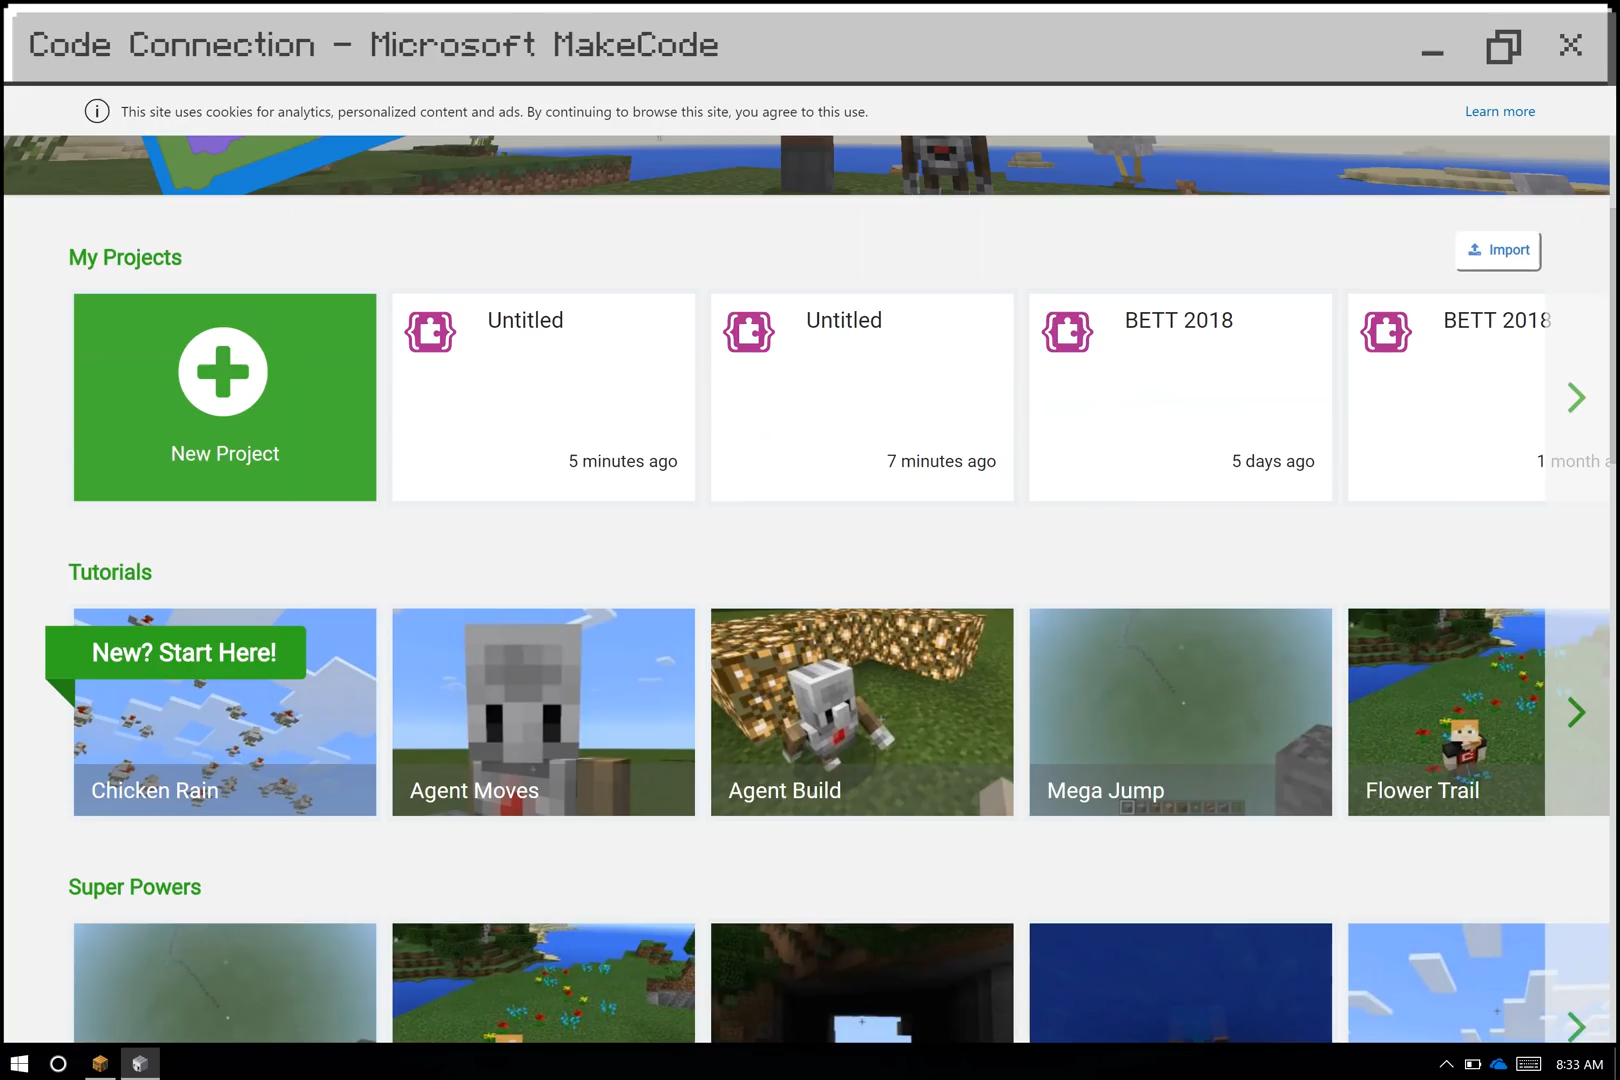 Code Connection - Microsoft MakeCode
This site uses cookies for analytics, personalized content and ads. By continuing to browse this site, you agree to this use.
Learn more
My Projects
Import
New Project
Untitled
5 minutes ago
Untitled
7 minutes ago
BETT 2018
5 days ago
BETT 2018
1 month a
Tutorials
New? Start Here!
Chicken Rain
Agent Moves
Agent Build
Mega Jump
Flower Trail
Super Powers
8:33 AM